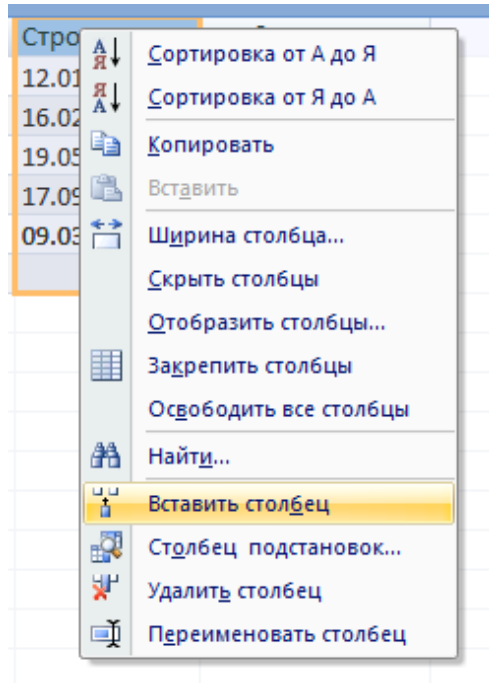 Стро
Сортировка от А до Я
12.01
Сортировка от Я до А
16.02
Копировать
19.05
Вставить
17.09
Ширина столбца...
09.03
Скрыть столбцы
Отобразить столбцы...
Закрепить столбцы
Освободить все столбцы
Найти...
Вставить столбец
Столбец подстановок...
Удалить столбец
Переименовать столбец